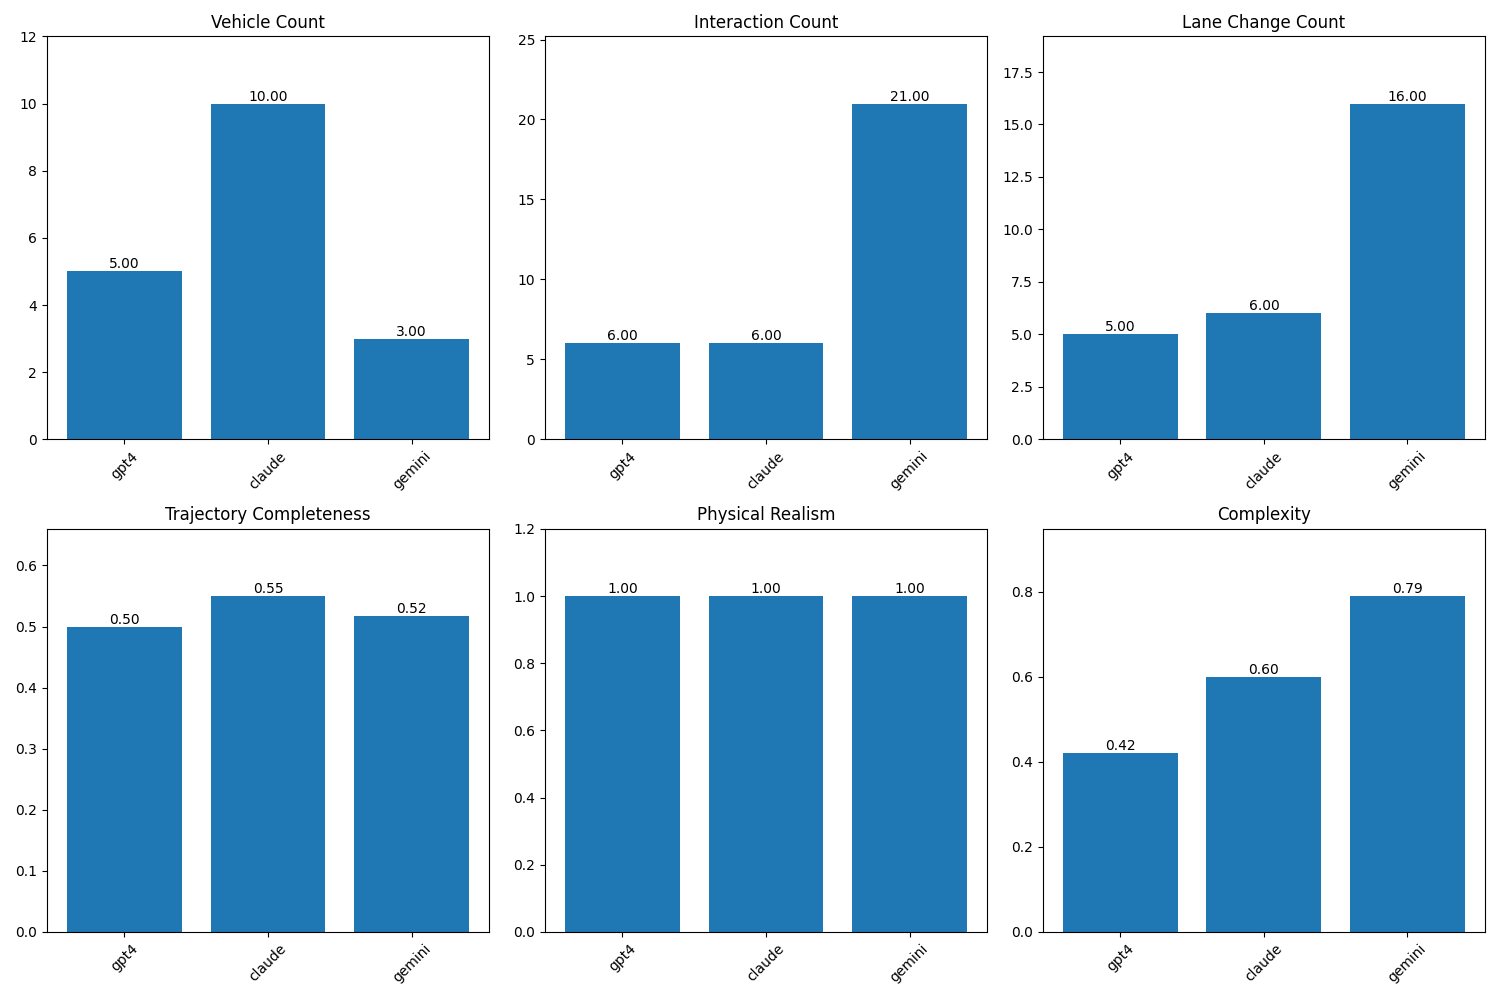 Vehicle Count
12
10
8
6
4
2
0
5.00
10.00
3.00
gpt4
claude
gemini
Interaction Count
25
20
15
10
5
0
6.00
6.00
21.00
gpt4
claude
gemini
Lane Change Count
17.5
15.0
12.5
10.0
7.5
5.0
2.5
0.0
5.00
6.00
16.00
gpt4
claude
gemini
Trajectory Completeness
0.6
0.5
0.4
0.3
0.2
0.1
0.0
0.50
0.55
0.52
gpt4
claude
gemini
Physical Realism
1.2
1.0
0.8
0.6
0.4
0.2
0.0
1.00
1.00
1.00
gpt4
claude
gemini
Complexity
0.8
0.6
0.4
0.2
0.0
0.42
0.60
0.79
gpt4
claude
gemini